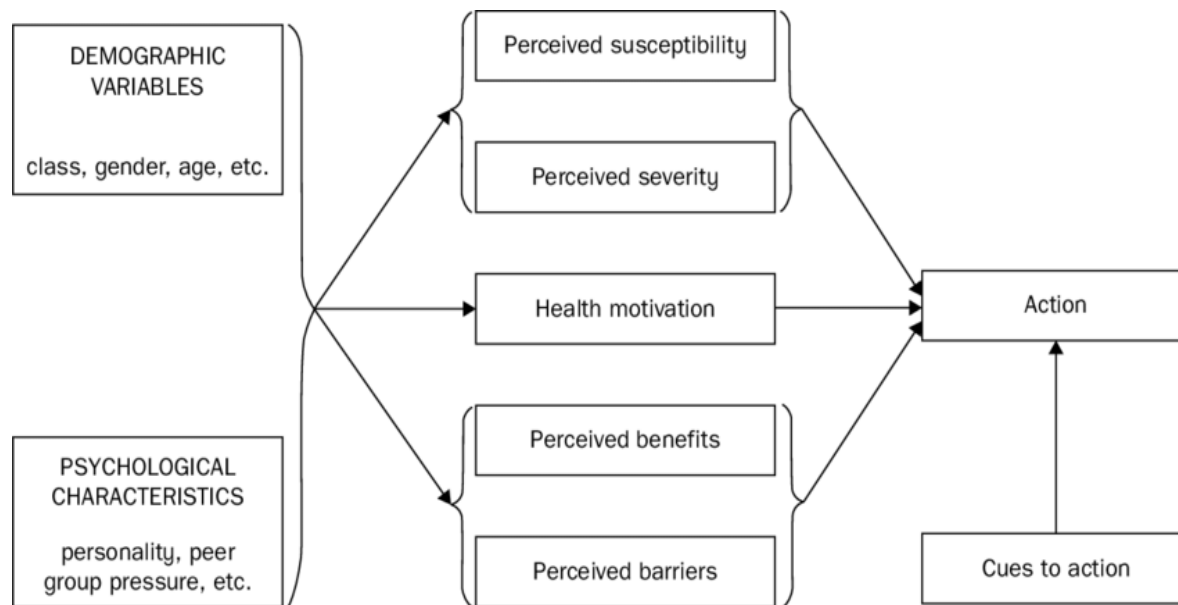 DEMOGRAPHIC
VARIABLES
class, gender, age, etc.
PSYCHOLOGICAL
CHARACTERISTICS
personality, peer
group pressure, etc.
Perceived susceptibility
Perceived severity
Health motivation
Perceived benefits
Perceived barriers
Action
Cues to action